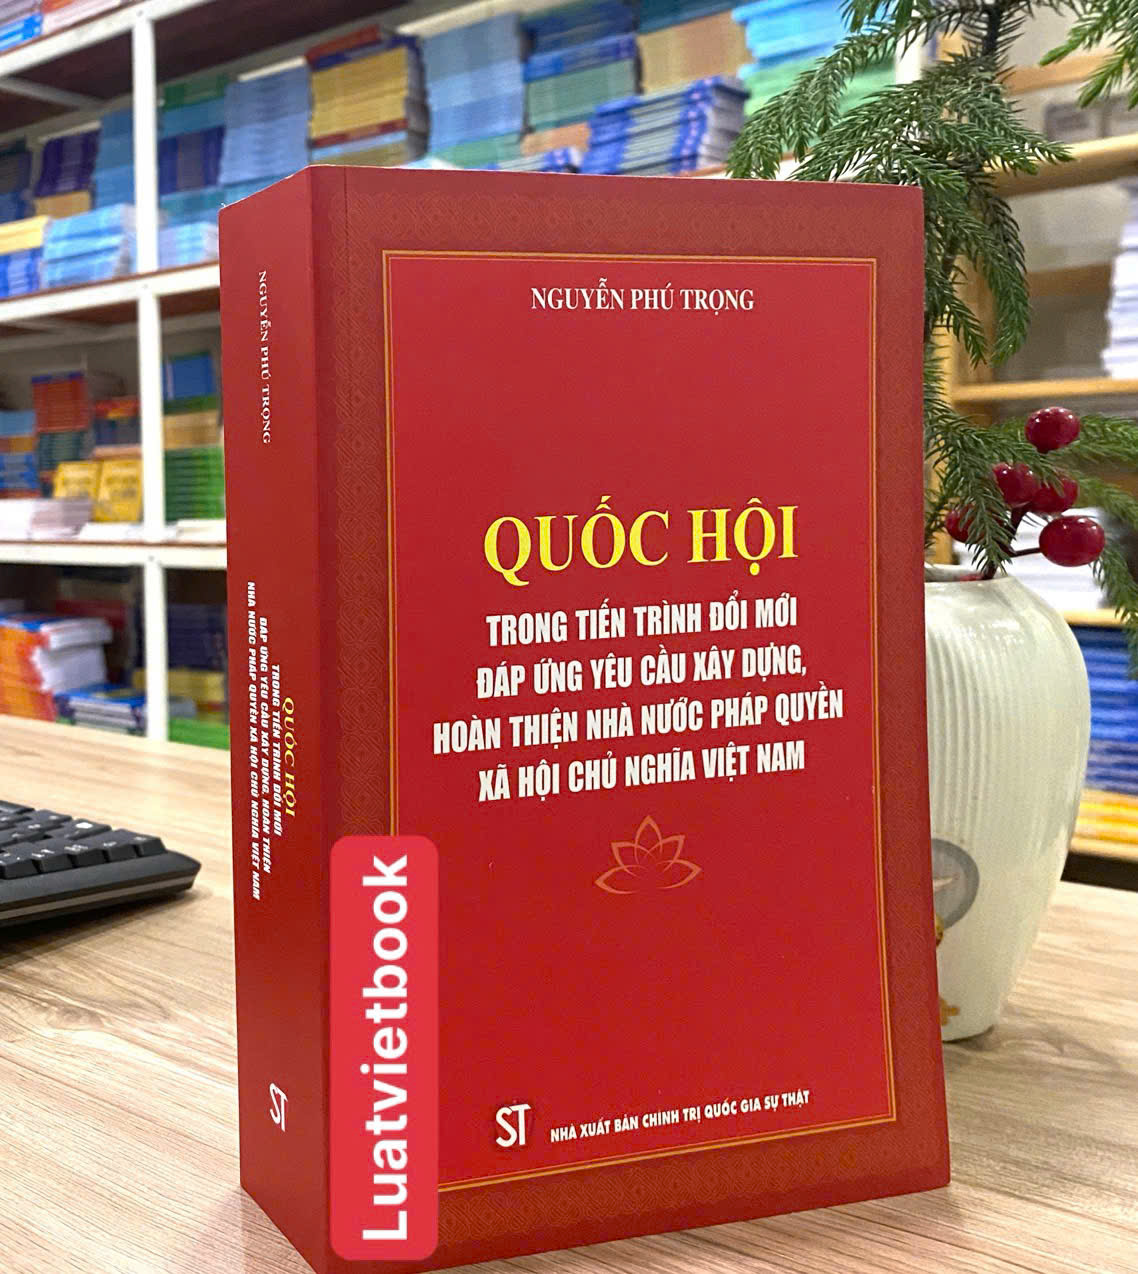 NGUYỄN PHÚ TRỌNG
QUỐC HỘI
TRONG TIẾN TRÌNH ĐỔI MỚI
ĐÁP ỨNG YÊU CẦU XÂY DỰNG,
HOÀN THIỆN NHÀ NƯỚC PHÁP QUYỀN
XÃ HỘI CHỦ NGHĨA VIỆT NAM
ST
NHÀ XUẤT BẢN CHÍNH TRỊ QUỐC GIA SỰ THẬT
NGUYỄN PHÚ TRỌNG
QUỐC HỘI
TRONG TIẾN TRÌNH ĐỔI MỚI
ĐÁP ỨNG YÊU CẦU XÂY DỰNG, HOÀN THIỆN
NHÀ NƯỚC PHÁP QUYỀN XÃ HỘI CHỦ NGHĨA VIỆT NAM
ST
Luatvietbook